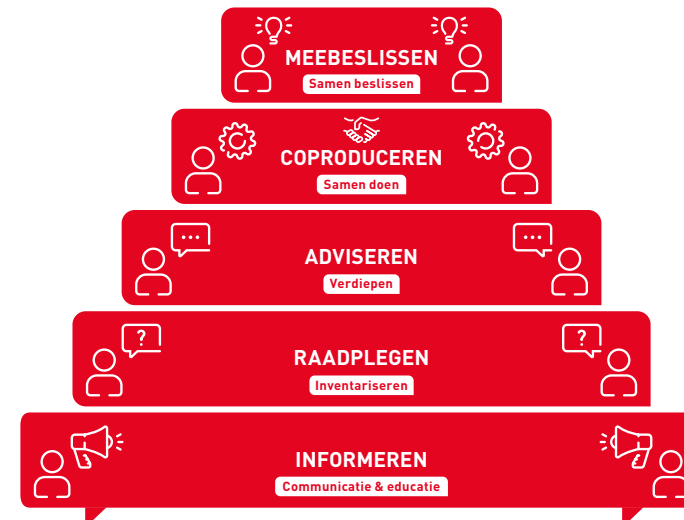 MEEBESLISSEN
Samen beslissen
COPRODUCEREN
Samen doen
ADVISEREN
Verdiepen
?
?
RAADPLEGEN
Inventariseren
INFORMEREN
Communicatie & educatie